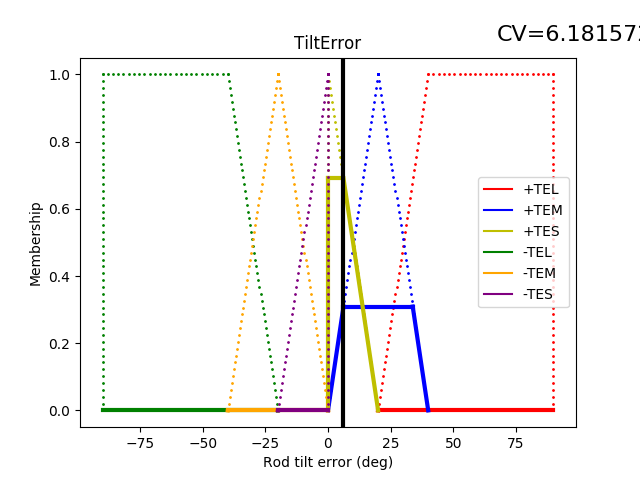 CV=6.18157
TiltError
1.0
0.8
0.6
0.4
0.2
0.0
Membership
+TEL
+TEM
+TES
-TEL
-TEM
-TES
−75 −50 −25 0 25 50 75
Rod tilt error (deg)